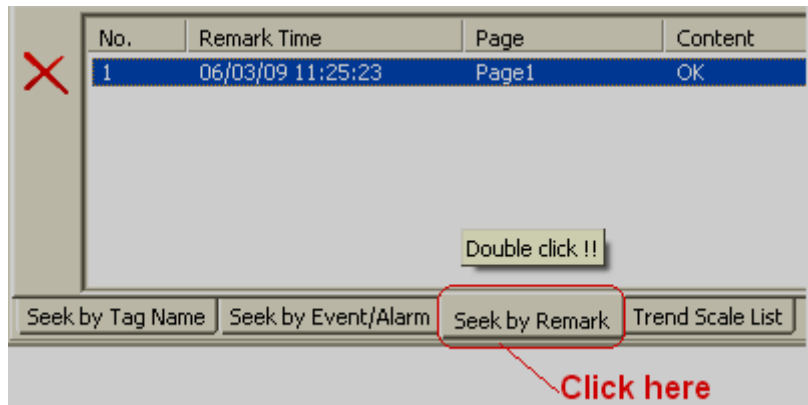 No. Remark Time Page Content
1 06/03/09 11:25:23 Page1 OK
Double click !!
Seek by Tag Name Seek by Event/Alarm Seek by Remark Trend Scale List
Click here